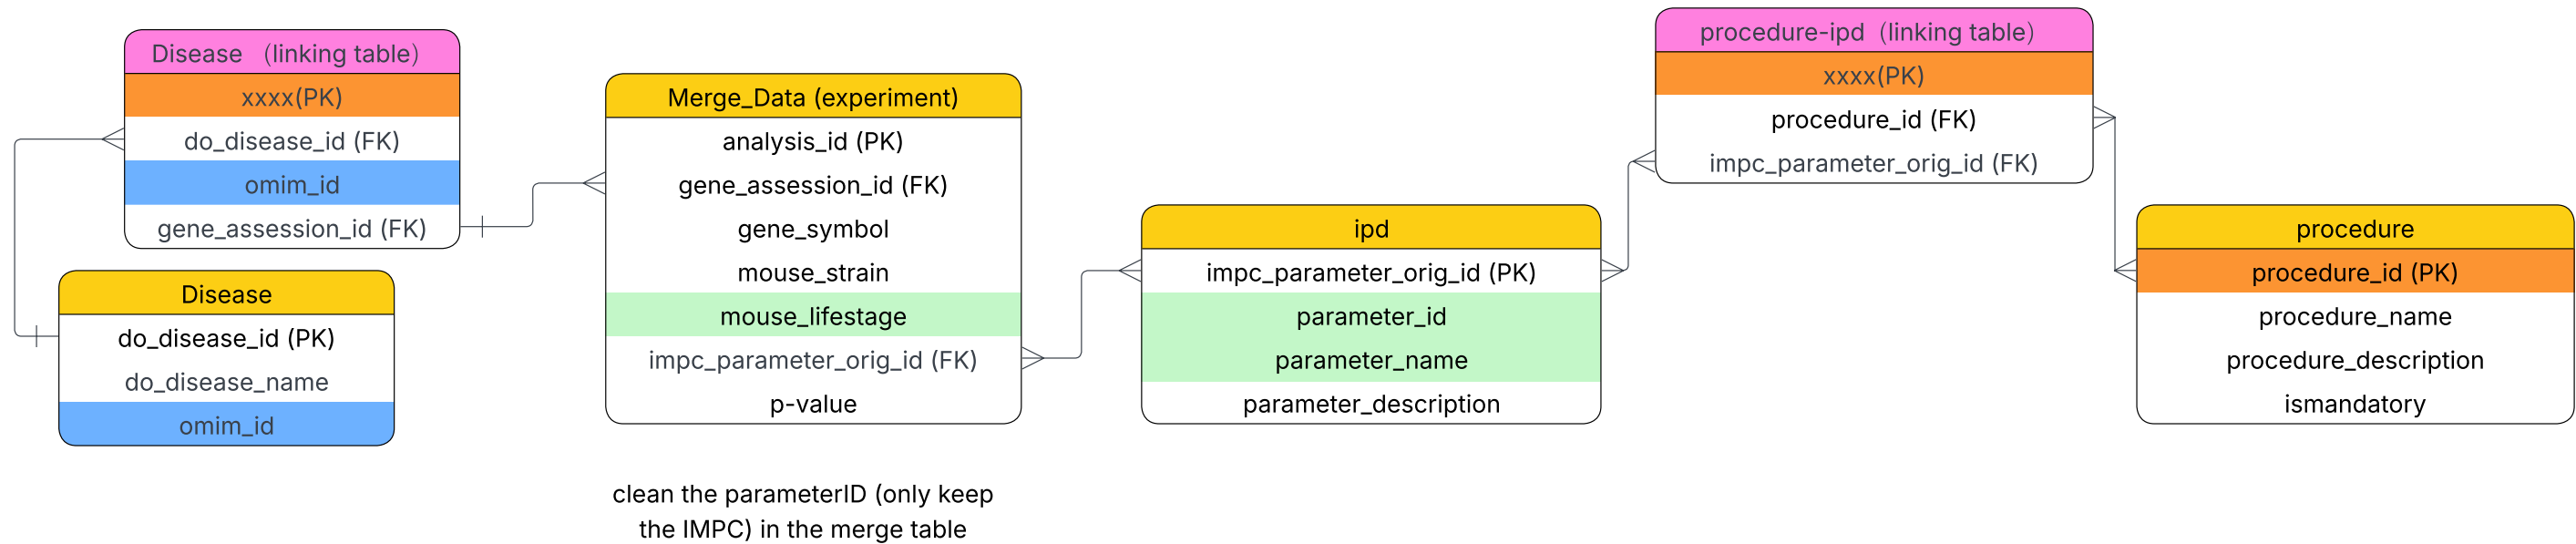 Disease （linking table）
xxxx(PK)
do_disease_id (FK)
omim_id
gene_assession_id (FK)
Disease
do_disease_id (PK)
do_disease_name
omim_id
Merge_Data (experiment)
analysis_id (PK)
gene_assession_id (FK)
gene_symbol
mouse_strain
mouse_lifestage
impc_parameter_orig_id (FK)
p-value
clean the parameterID (only keep
the IMPC) in the merge table
ipd
impc_parameter_orig_id (PK)
parameter_id
parameter_name
parameter_description
procedure-ipd（linking table）
xxxx(PK)
procedure_id (FK)
impc_parameter_orig_id (FK)
procedure
procedure_id (PK)
procedure_name
procedure_description
ismandatory